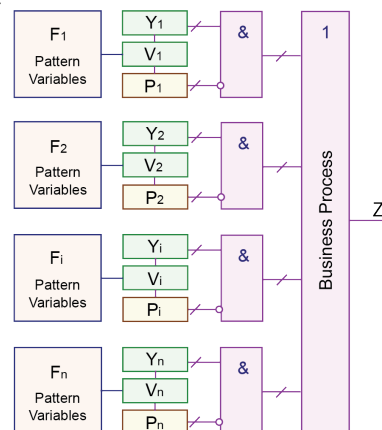 F1
Pattern
Variables
Y1
V1
P1
&
F2
Pattern
Variables
Y2
V2
P2
&
Fi
Pattern
Variables
Yi
Vi
Pi
&
Fn
Pattern
Variables
Yn
Vn
Pn
&
1
Business Process
Z